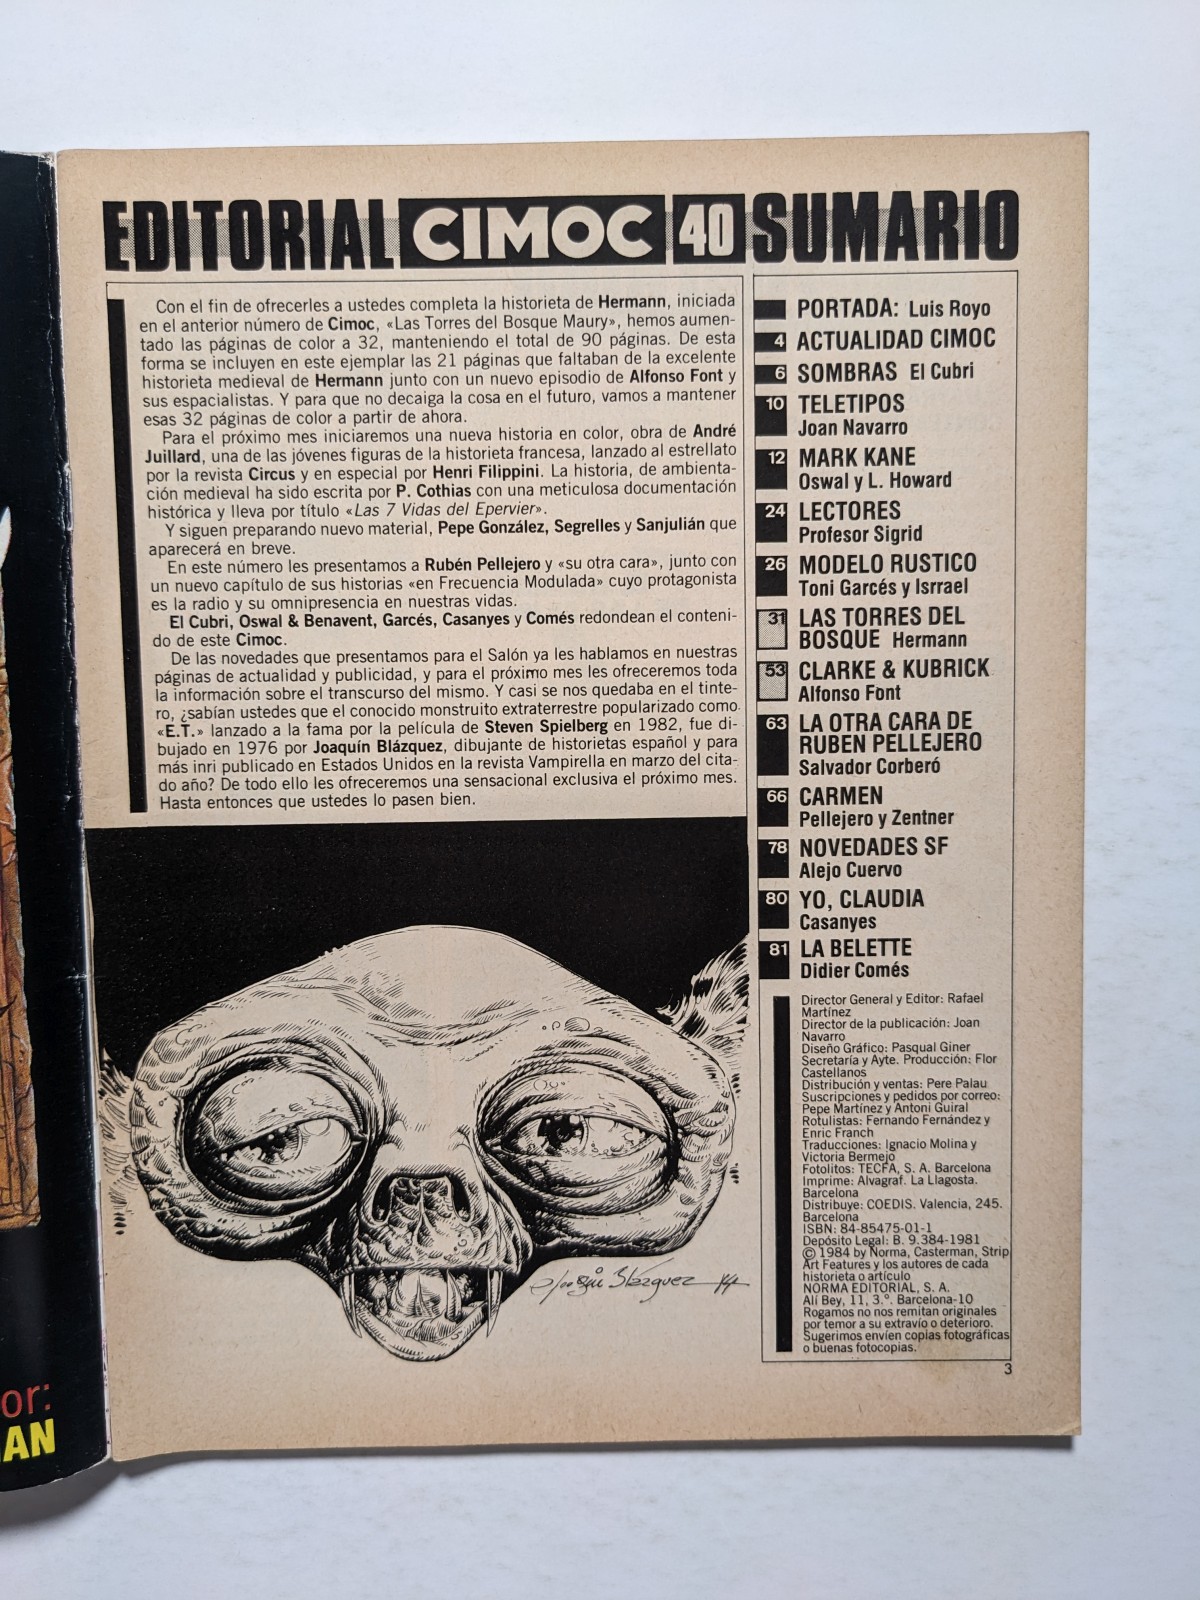 EDITORIAL CIMOC 40 SUMARIO
Con el fin de ofrecerles a ustedes completa la historieta de Hermann, iniciada
en el anterior número de Cimoc, «Las Torres del Bosque Maury», hemos aumen-
tado las páginas de color a 32, manteniendo el total de 90 páginas. De esta
forma se incluyen en este ejemplar las 21 páginas que faltaban de la excelente
historieta medieval de Hermann junto con un nuevo episodio de Alfonso Font y
sus espacialistas. Y para que no decaiga la cosa en el futuro, vamos a mantener
esas 32 páginas de color a partir de ahora.
Para el próximo mes iniciaremos una nueva historia en color, obra de André
Juillard, una de las jóvenes figuras de la historieta francesa, lanzado al estrellato
por la revista Circus y en especial por Henri Filippini. La historia, de ambienta-
ción medieval ha sido escrita por P. Cothias con una meticulosa documentación
histórica y lleva por título «Las 7 Vidas del Epervier».
Y siguen preparando nuevo material, Pepe González, Segrelles y Sanjulián que
aparecerá en breve.
En este número les presentamos a Rubén Pellejero y «su otra cara», junto con
un nuevo capítulo de sus historias «en Frecuencia Modulada» cuyo protagonista
es la radio y su omnipresencia en nuestras vidas.
El Cubri, Oswal & Benavent, Garcés, Casanyes y Comés redondean el conteni-
do de este Cimoc.
De las novedades que presentamos para el Salón ya les hablamos en nuestras
páginas de actualidad y publicidad, y para el próximo mes les ofreceremos toda
la información sobre el transcurso del mismo. Y casi se nos quedaba en el tinte-
ro, ¿sabían ustedes que el conocido monstruito extraterrestre popularizado como
«E.T.» lanzado a la fama por la película de Steven Spielberg en 1982, fue di-
bujado en 1976 por Joaquín Blázquez, dibujante de historietas español y para
más inri publicado en Estados Unidos en la revista Vampirella en marzo del cita-
do año? De todo ello les ofreceremos una sensacional exclusiva el próximo mes.
Hasta entonces que ustedes lo pasen bien.
PORTADA: Luis Royo
4 ACTUALIDAD CIMOC
6 SOMBRAS El Cubri
10 TELETIPOS
Joan Navarro
12 MARK KANE
Oswal y L. Howard
24 LECTORES
Profesor Sigrid
26 MODELO RUSTICO
Toni Garcés y Isrrael
31 LAS TORRES DEL
BOSQUE Hermann
53 CLARKE & KUBRICK
Alfonso Font
63 LA OTRA CARA DE
RUBEN PELLEJERO
Salvador Corberó
66 CARMEN
Pellejero y Zentner
78 NOVEDADES SF
Alejo Cuervo
80 YO, CLAUDIA
Casanyes
81 LA BELETTE
Didier Comés
Director General y Editor: Rafael
Martínez
Director de la publicación: Joan
Navarro
Diseño Gráfico: Pasqual Giner
Secretaría y Ayte. Producción: Flor
Castellanos
Distribución y ventas: Pere Palau
Suscripciones y pedidos por correo:
Pepe Martínez y Antoni Guiral
Rotulistas: Fernando Fernández y
Enric Franch
Traducciones: Ignacio Molina y
Victoria Bermejo
Fotolitos: TECFA, S. A. Barcelona
Imprime: Alvagraf. La Llagosta.
Barcelona
Distribuye: COEDIS. Valencia, 245.
Barcelona
ISBN: 84-85475-01-1
Depósito Legal: B. 9.384-1981
© 1984 by Norma, Casterman, Strip
Art Features y los autores de cada
historieta o artículo
NORMA EDITORIAL, S. A.
Alí Bey, 11, 3.º. Barcelona-10
Rogamos no nos remitan originales
por temor a su extravío o deterioro.
Sugerimos envíen copias fotográficas
o buenas fotocopias.
3
Blázquez
or:
AN